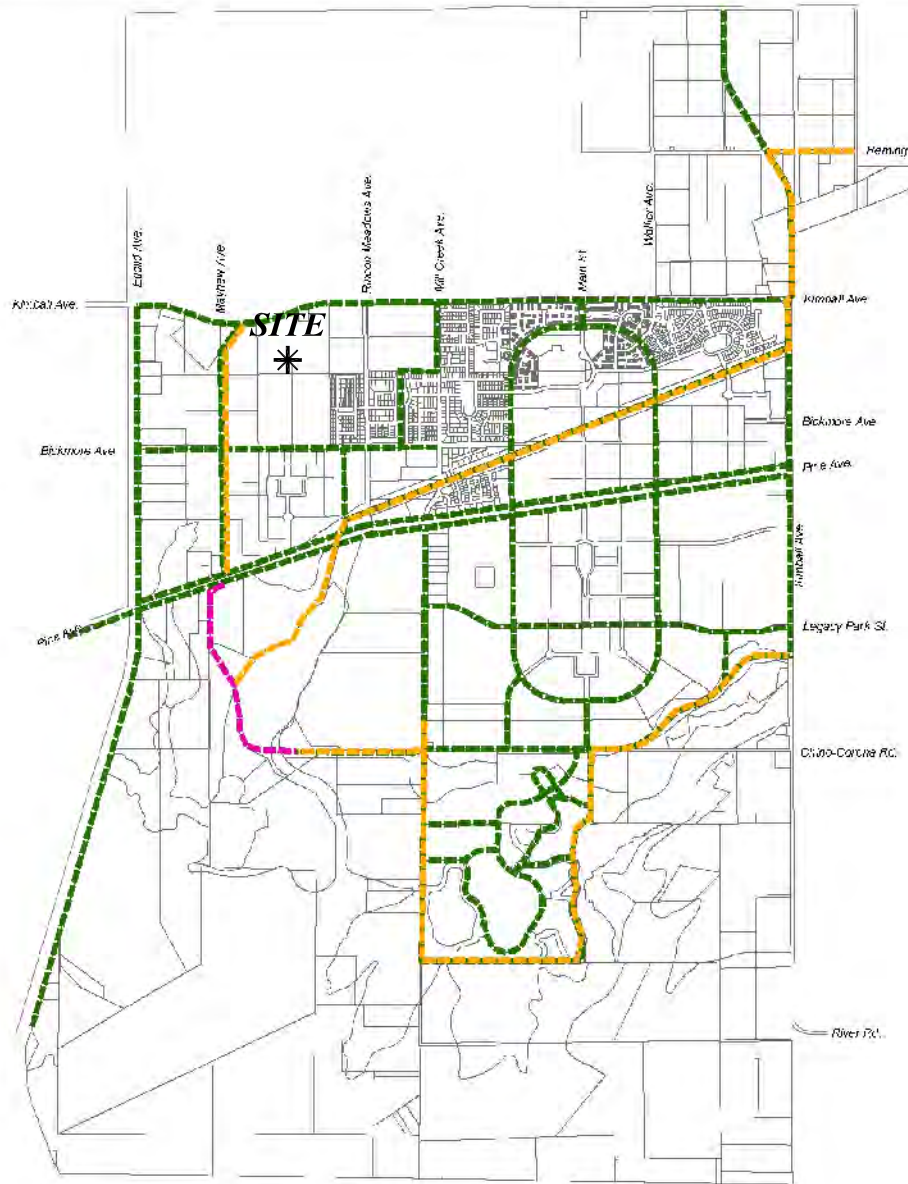 Reming
Euclid Ave.
Mayhew Ave.
Rincon Meadows Ave.
Mill Creek Ave.
Main St.
Walker Ave.
Kimball Ave.
Kimball Ave.
SITE
Bickmore Ave.
Bickmore Ave.
Pine Ave.
Kimball Ave.
Pine Ave.
Legacy Park St.
Chino-Corona Rd.
River Rd.